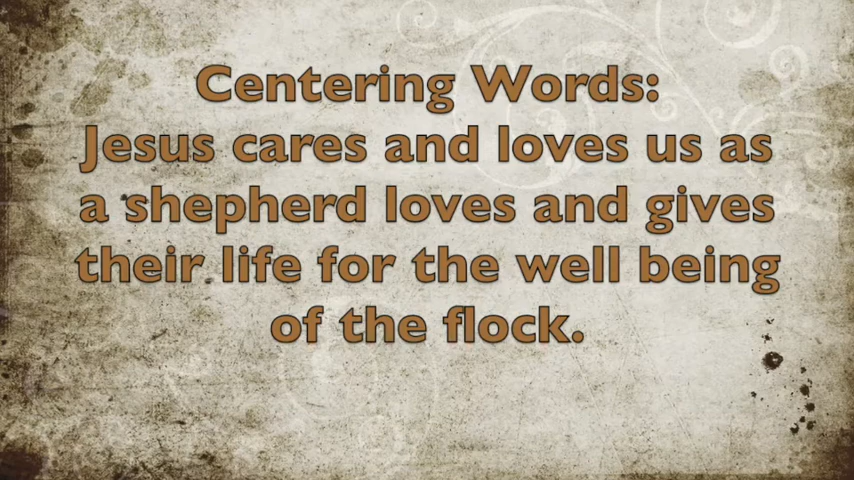 Centering Words:
Jesus cares and loves us as
a shepherd loves and gives
their life for the well being
of the flock.